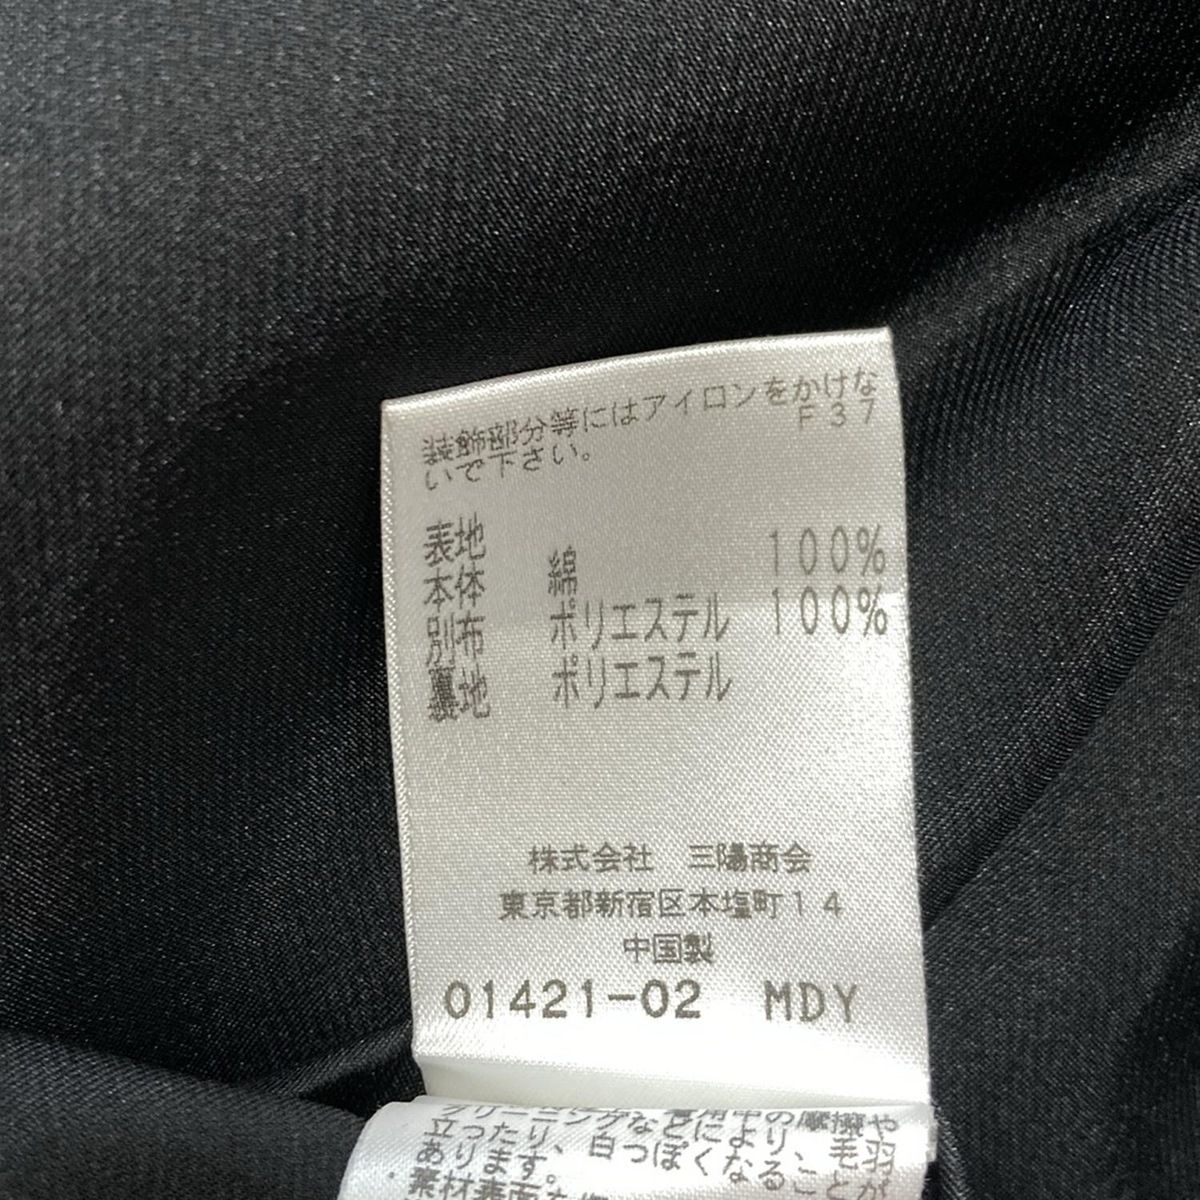 装飾部分等にはアイロンをかけな
いで下さい。 F37
表地
本体 綿 100%
別布 ポリエステル 100%
裏地 ポリエステル
株式会社 三陽商会
東京都新宿区本塩町14
中国製
01421-02 MDY
立ったり、白っぽくなることが
あります。